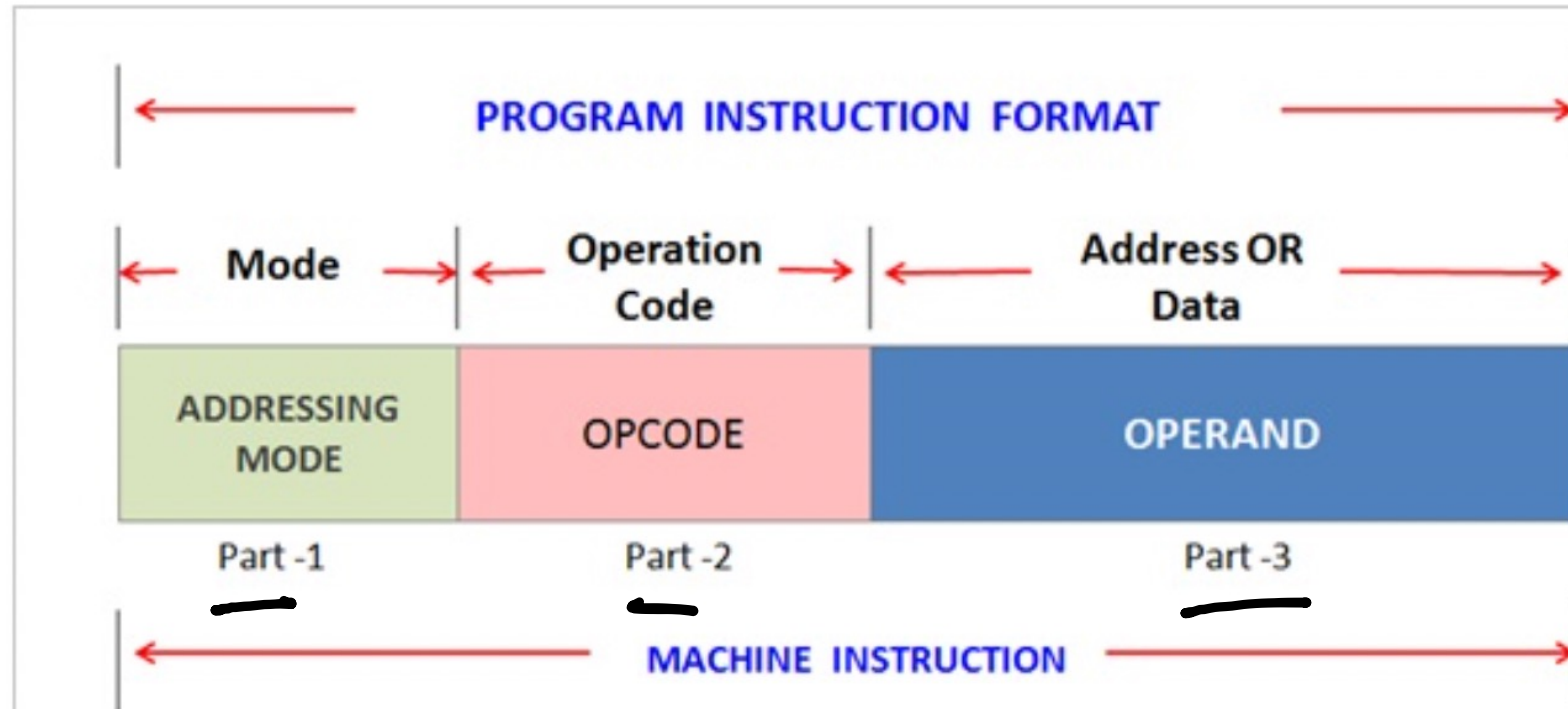 PROGRAM INSTRUCTION FORMAT
Mode
Operation
Code
Address OR
Data
ADDRESSING
MODE
OPCODE
OPERAND
Part -1
Part -2
Part -3
MACHINE INSTRUCTION